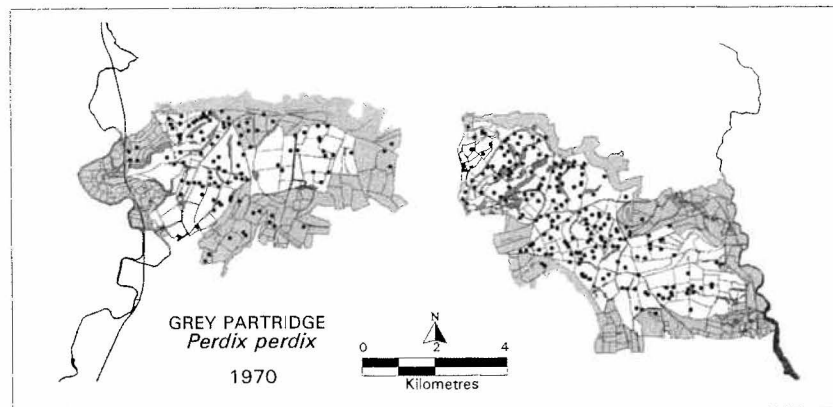 GREY PARTRIDGE
Perdix perdix
1970
N
0 2 4
Kilometres